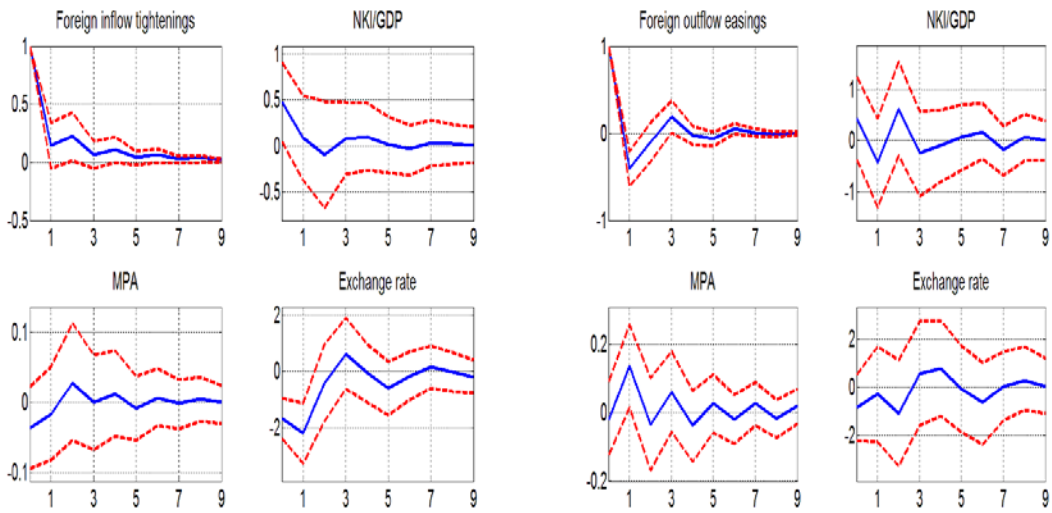 Foreign inflow tightenings
1
0.5
0
-0.5
1 3 5 7 9
NKI/GDP
1
0.5
0
-0.5
1 3 5 7 9
Foreign outflow easings
1
0
-1
1 3 5 7 9
NKI/GDP
1
0
-1
1 3 5 7 9
MPA
0.1
0
-0.1
1 3 5 7 9
Exchange rate
2
0
-2
1 3 5 7 9
MPA
0.2
0
-0.2
1 3 5 7 9
Exchange rate
2
0
-2
1 3 5 7 9